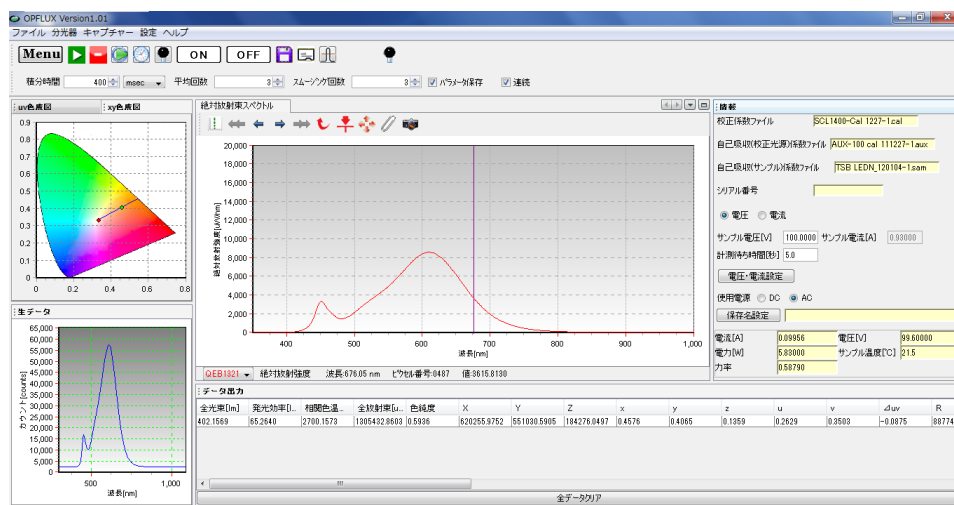 OPFLUX Version1.01
ファイル 分光器 キャプチャー 設定 ヘルプ
Menu ON OFF
積分時間 400 msec 平均回数 3 スムージング回数 3 パラメータ保存 連続
uv色度図 xy色度図
0.9
0.8
0.7
0.6
0.5
0.4
0.3
0.2
0.1
0
0 0.2 0.4 0.6 0.8
生データ
65,000
60,000
55,000
50,000
45,000
40,000
35,000
30,000
25,000
20,000
15,000
10,000
5,000
0
カウント[counts]
500 1,000
波長[nm]
絶対放射束スペクトル
20,000
18,000
16,000
14,000
12,000
10,000
8,000
6,000
4,000
2,000
0
絶対放射強度[uW/nm]
400 500 600 700 800 900 1,000
波長[nm]
QEB1321 絶対放射強度 波長:676.05 nm ピクセル番号:0487 値:3615.8130
情報
校正係数ファイル SCL1400-Cal 1227-1.cal
自己吸収(校正光源)係数ファイル AUX-100 cal 111227-1.aux
自己吸収(サンプル)係数ファイル TSB LEDN_120104-1.sam
シリアル番号
電圧 電流
サンプル電圧[V] 100.0000 サンプル電流[A] 0.93000
計測待ち時間[秒] 5.0
電圧・電流設定
使用電源 DC AC
保存名設定
電流[A] 0.09956 電圧[V] 99.60000
電力[W] 5.83000 サンプル温度[℃] 21.5
力率 0.58790
データ出力
全光束[lm] 発光効率[l... 相関色温... 全放射束[u... 色純度 X Y Z x y z u v ⊿uv R
402.1569 65.2640 2700.1573 1305432.8603 0.5936 620255.9752 551030.5905 184276.0497 0.4576 0.4065 0.1359 0.2629 0.3503 -0.0875 88774
全データクリア